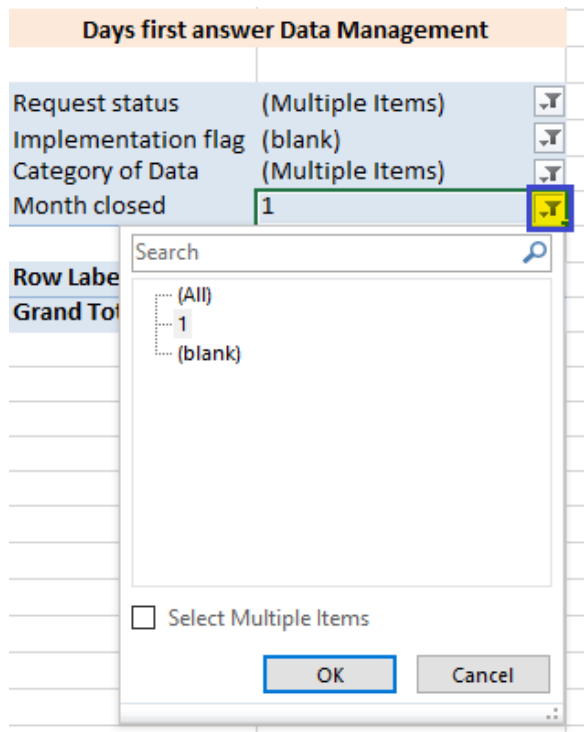 Days first answer Data Management
Request status (Multiple Items)
Implementation flag (blank)
Category of Data (Multiple Items)
Month closed 1
Search
Row Labe
(All)
Grand Tot
1
(blank)
Select Multiple Items
OK Cancel